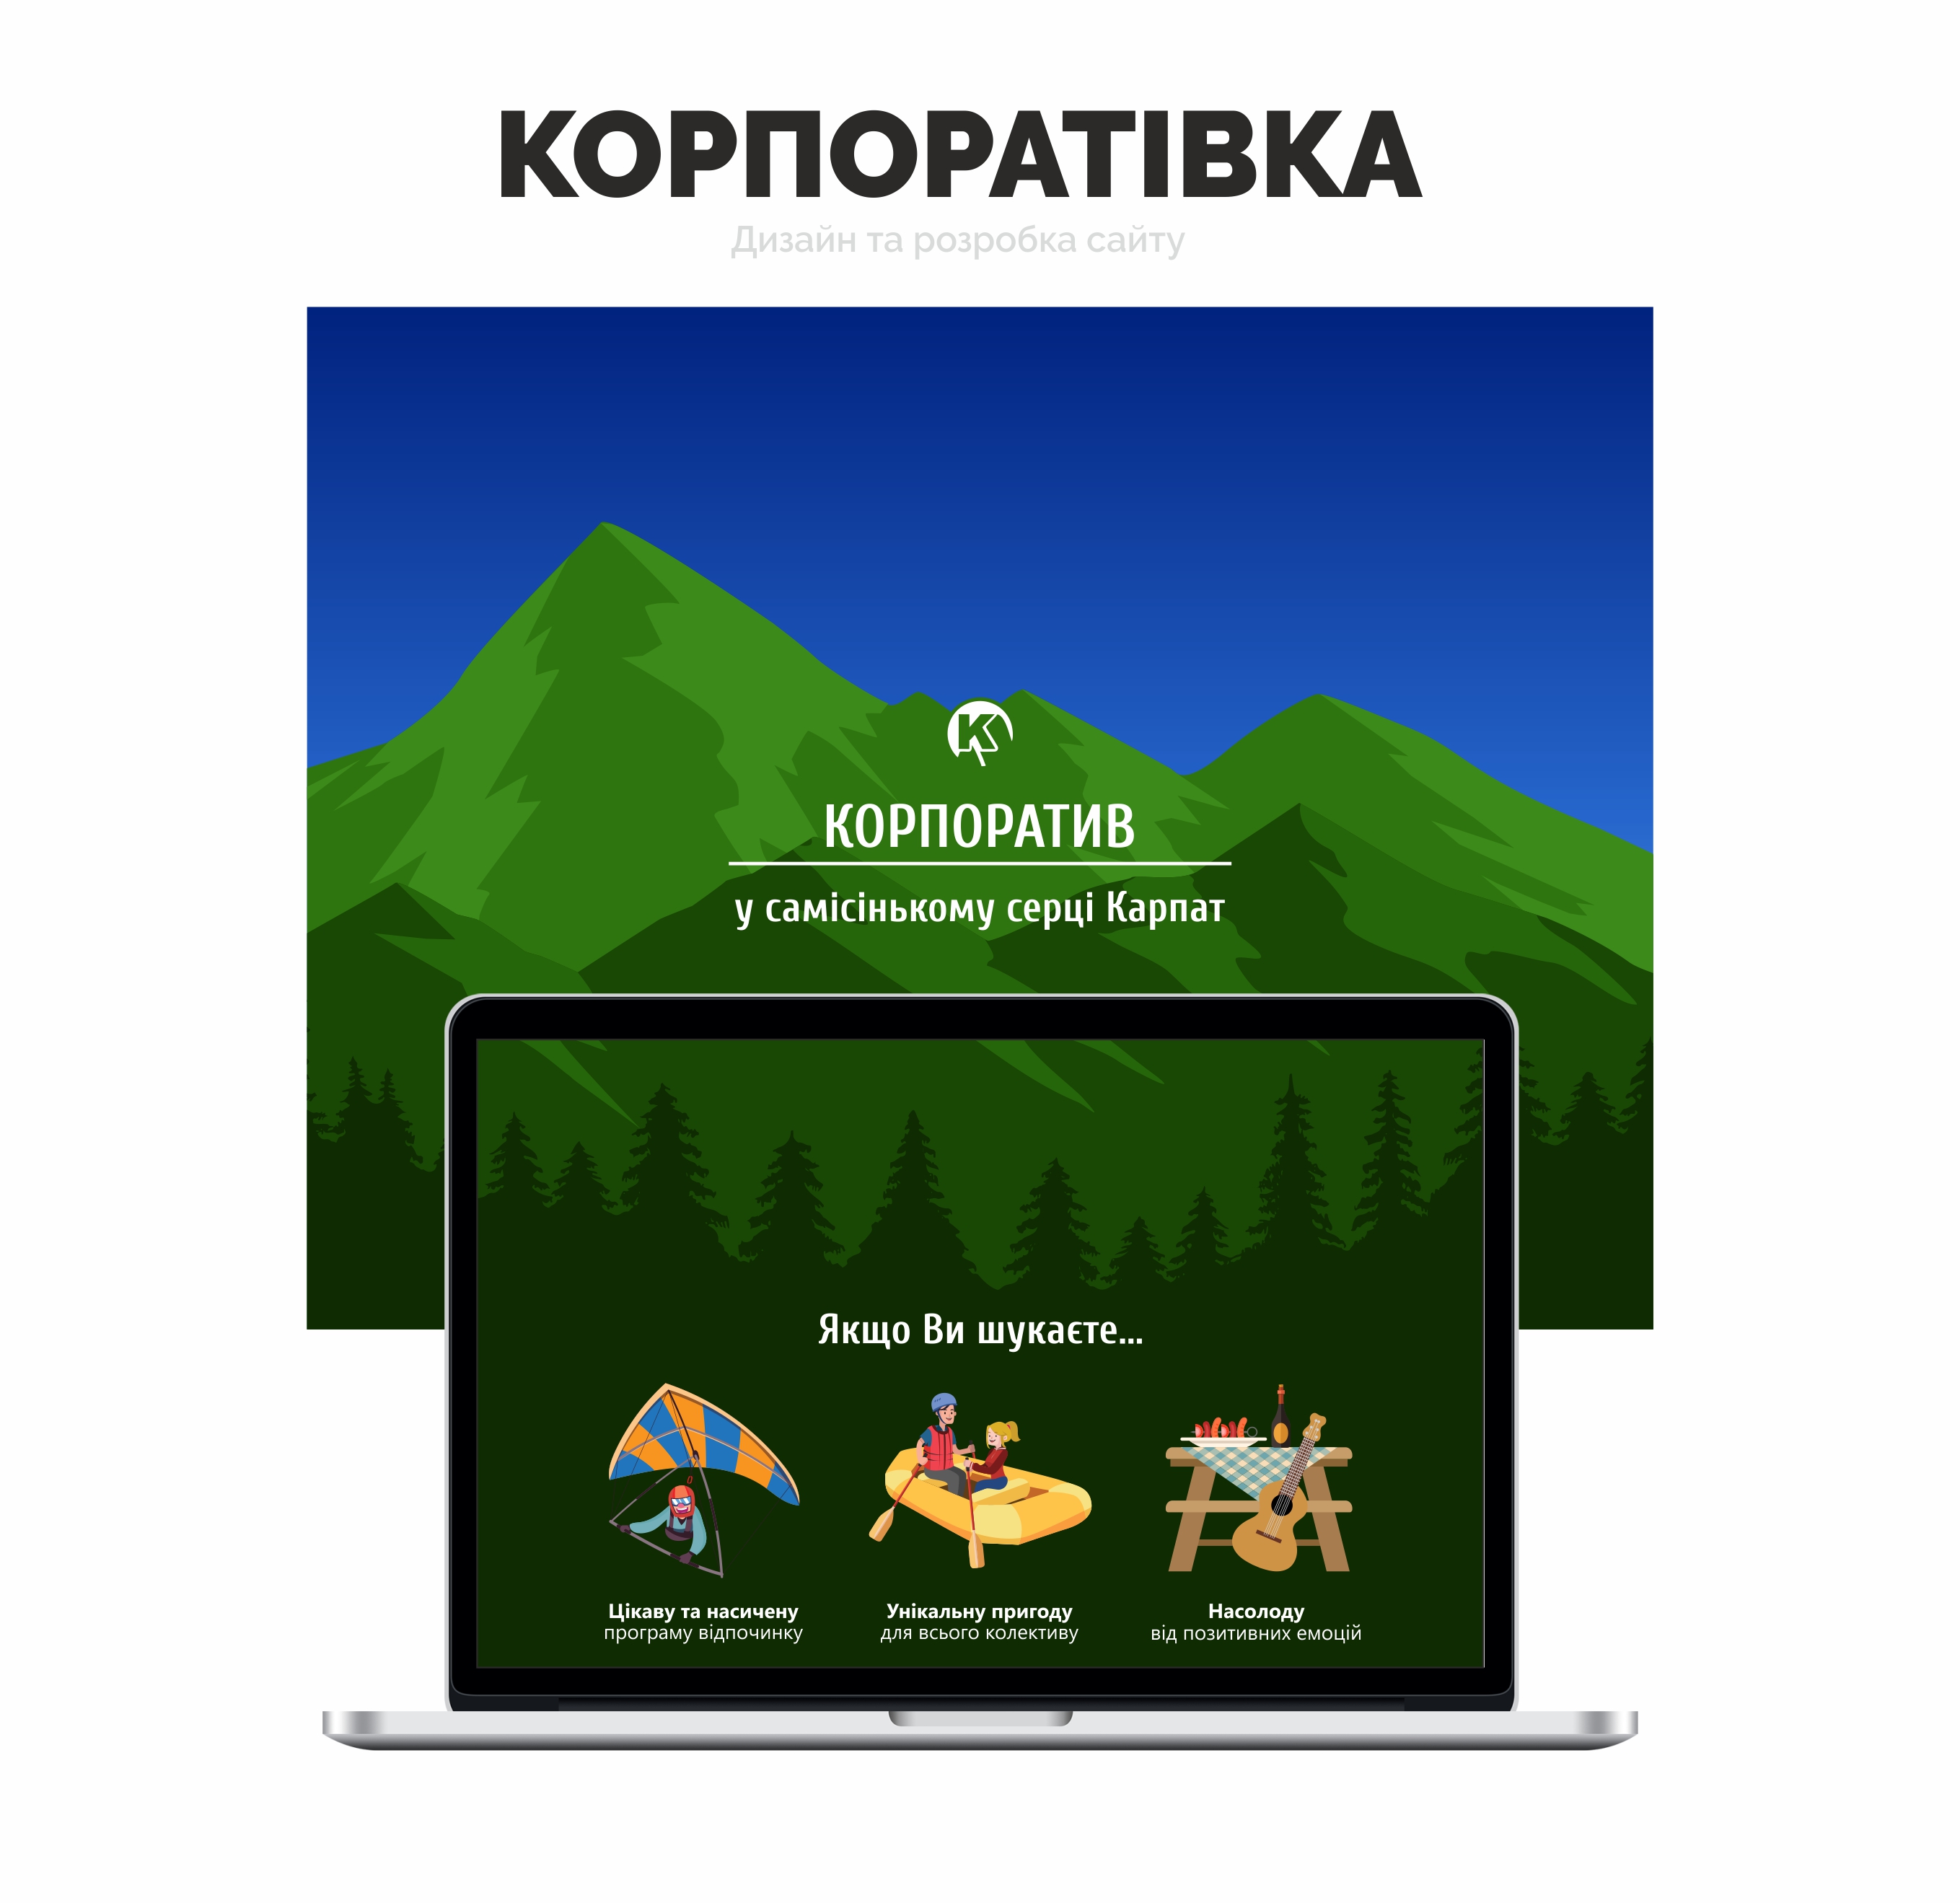 КОРПОРАТІВКА
Дизайн та розробка сайту
К
КОРПОРАТИВ
у самісінькому серці Карпат
Якщо Ви шукаєте...
Цікаву та насичену
програму відпочинку
Унікальну пригоду
для всього колективу
Насолоду
від позитивних емоцій